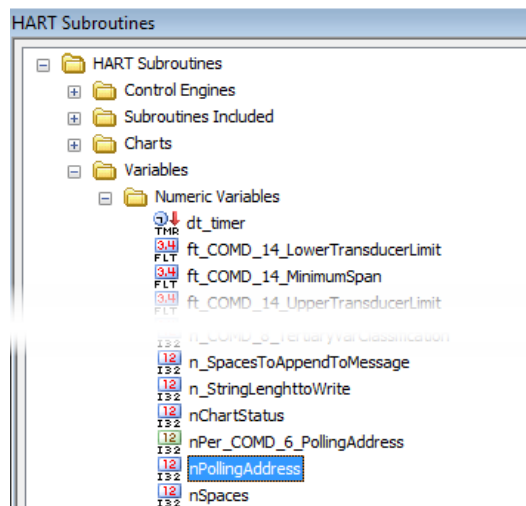 HART Subroutines
HART Subroutines
Control Engines
Subroutines Included
Charts
Variables
Numeric Variables
TMR dt_timer
3.4 FLT ft_COMD_14_LowerTransducerLimit
3.4 FLT ft_COMD_14_MinimumSpan
3.4 FLT ft_COMD_14_UpperTransducerLimit
I32 n_COMD_8_TertiaryVarClassification
12 I32 n_SpacesToAppendToMessage
12 I32 n_StringLenghttoWrite
12 I32 nChartStatus
12 I32 nPer_COMD_6_PollingAddress
12 I32 nPollingAddress
12 I32 nSpaces